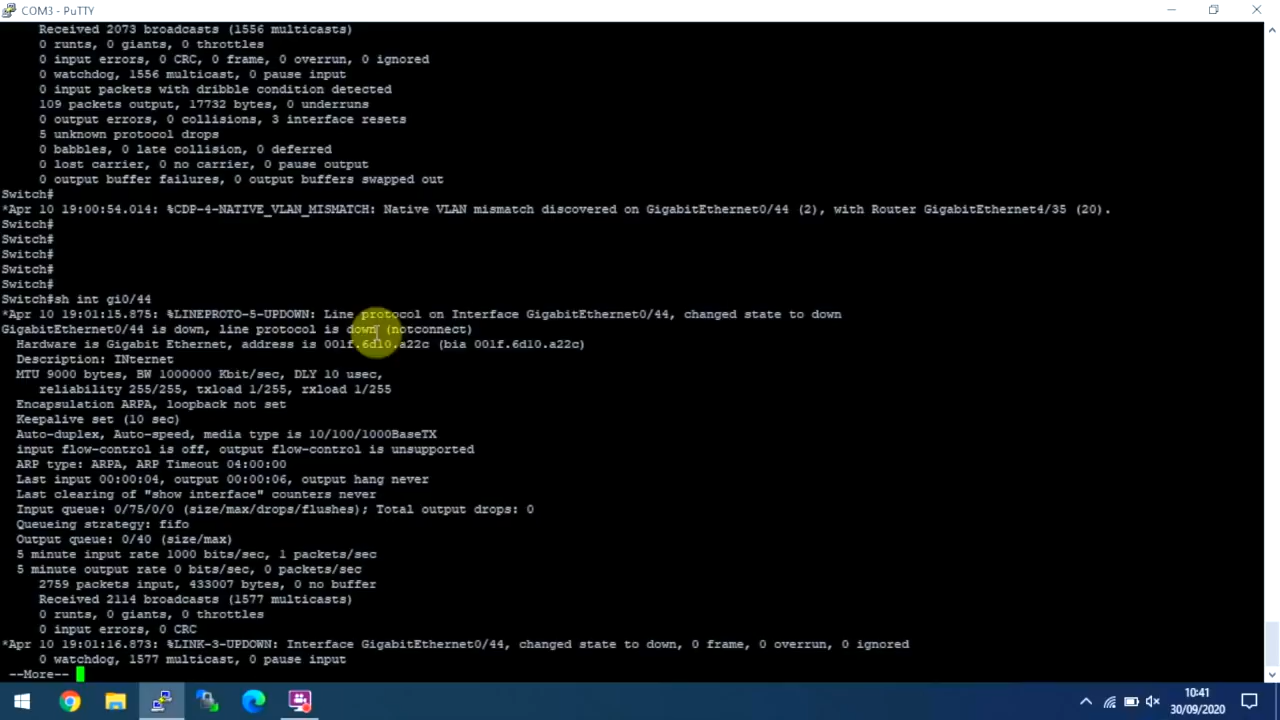 COM3 - PuTTY
Received 2073 broadcasts (1556 multicasts)
0 runts, 0 giants, 0 throttles
0 input errors, 0 CRC, 0 frame, 0 overrun, 0 ignored
0 watchdog, 1556 multicast, 0 pause input
0 input packets with dribble condition detected
109 packets output, 17732 bytes, 0 underruns
0 output errors, 0 collisions, 3 interface resets
5 unknown protocol drops
0 babbles, 0 late collision, 0 deferred
0 lost carrier, 0 no carrier, 0 pause output
0 output buffer failures, 0 output buffers swapped out
Switch#
*Apr 10 19:00:54.014: %CDP-4-NATIVE_VLAN_MISMATCH: Native VLAN mismatch discovered on GigabitEthernet0/44 (2), with Router GigabitEthernet4/35 (20).
Switch#
Switch#
Switch#
Switch#
Switch#
Switch#sh int gi0/44
*Apr 10 19:01:15.875: %LINEPROTO-5-UPDOWN: Line protocol on Interface GigabitEthernet0/44, changed state to down
GigabitEthernet0/44 is down, line protocol is down (notconnect)
Hardware is Gigabit Ethernet, address is 001f.6d10.a22c (bia 001f.6d10.a22c)
Description: INternet
MTU 9000 bytes, BW 1000000 Kbit/sec, DLY 10 usec,
reliability 255/255, txload 1/255, rxload 1/255
Encapsulation ARPA, loopback not set
Keepalive set (10 sec)
Auto-duplex, Auto-speed, media type is 10/100/1000BaseTX
input flow-control is off, output flow-control is unsupported
ARP type: ARPA, ARP Timeout 04:00:00
Last input 00:00:04, output 00:00:06, output hang never
Last clearing of "show interface" counters never
Input queue: 0/75/0/0 (size/max/drops/flushes); Total output drops: 0
Queueing strategy: fifo
Output queue: 0/40 (size/max)
5 minute input rate 1000 bits/sec, 1 packets/sec
5 minute output rate 0 bits/sec, 0 packets/sec
2759 packets input, 433007 bytes, 0 no buffer
Received 2114 broadcasts (1577 multicasts)
0 runts, 0 giants, 0 throttles
0 input errors, 0 CRC
*Apr 10 19:01:16.873: %LINK-3-UPDOWN: Interface GigabitEthernet0/44, changed state to down, 0 frame, 0 overrun, 0 ignored
0 watchdog, 1577 multicast, 0 pause input
--More--
10:41
30/09/2020